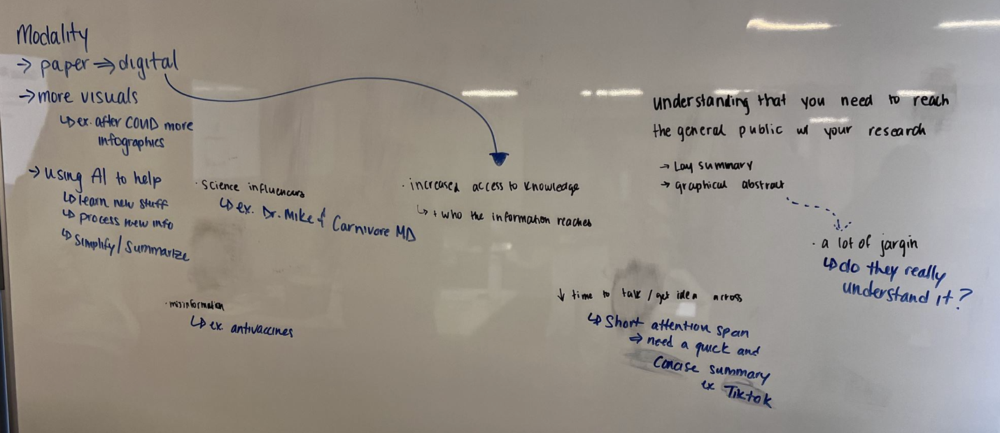 Modality
→ paper ⇒ digital
→ more visuals
↳ ex. after COVID more
infographics
→ using AI to help
↳ learn new stuff
↳ process new info
↳ simplify/summarize
· science influencers
↳ ex. Dr. Mike & Carnivore MD
· misinformation
↳ ex. antivaccines
· increased access to knowledge
↳ + who the information reaches
understanding that you need to reach
the general public w/ your research
→ Lay summary
→ graphical abstract
· a lot of jargin
↳ do they really
understand it?
↓ time to talk / get idea across
↳ Short attention span
⇒ need a quick and
Concise summary
ex Tiktok